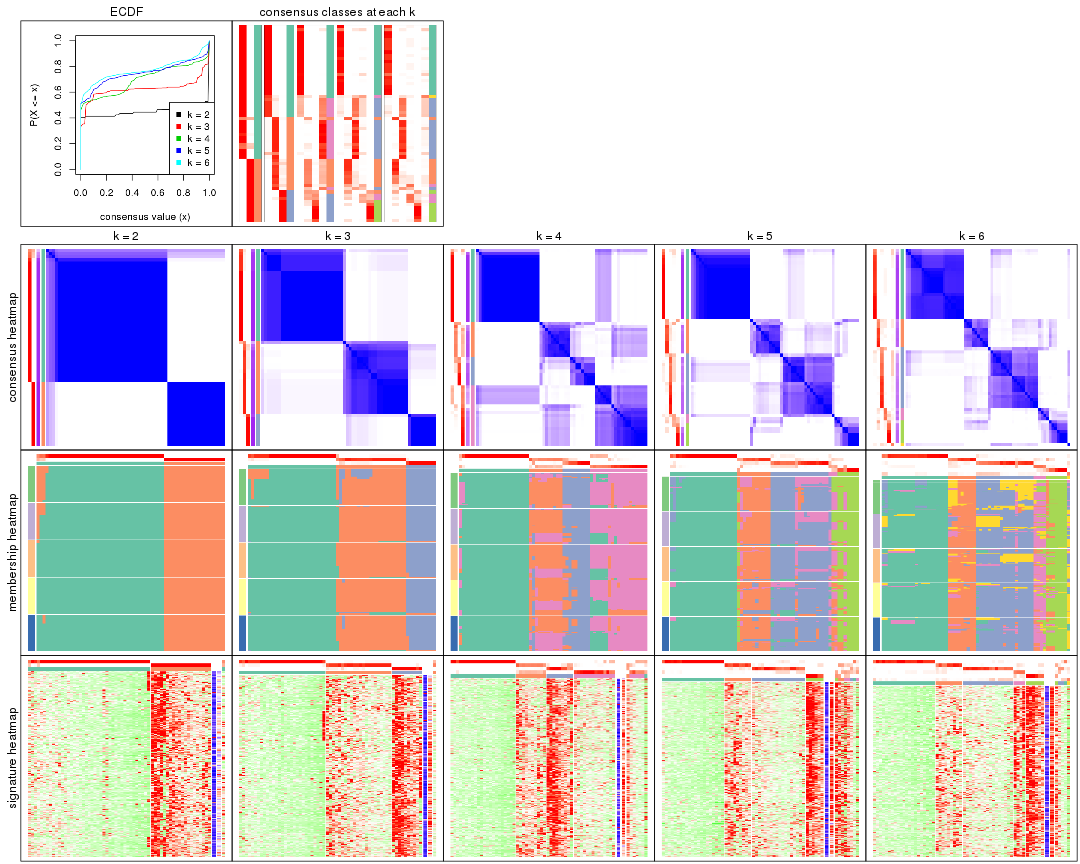 ECDF
consensus classes at each k
P(X <= x)
0.0 0.2 0.4 0.6 0.8 1.0
k = 2
k = 3
k = 4
k = 5
k = 6
0.0 0.2 0.4 0.6 0.8 1.0
consensus value (x)
k = 2 k = 3 k = 4 k = 5 k = 6
consensus heatmap
membership heatmap
signature heatmap